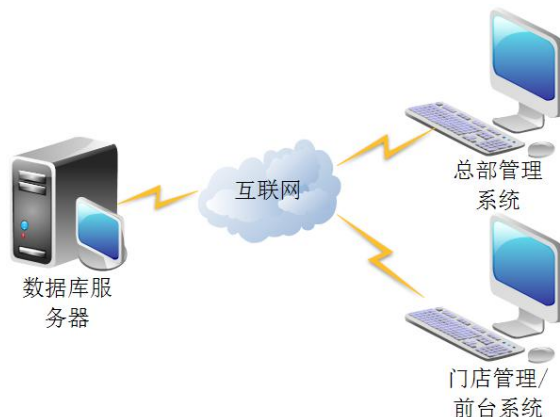 互联网
总部管理
系统
数据库服
务器
门店管理/
前台系统